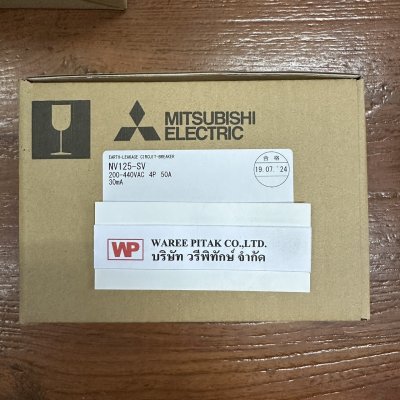 MITSUBISHI
ELECTRIC
EARTH-LEAKAGE CIRCUIT-BREAKER
NV125-SV
200-440VAC 4P 50A
30mA
合格
19.07.'24
WP
WAREE PITAK CO.,LTD.
บริษัท วรีพิทักษ์ จำกัด